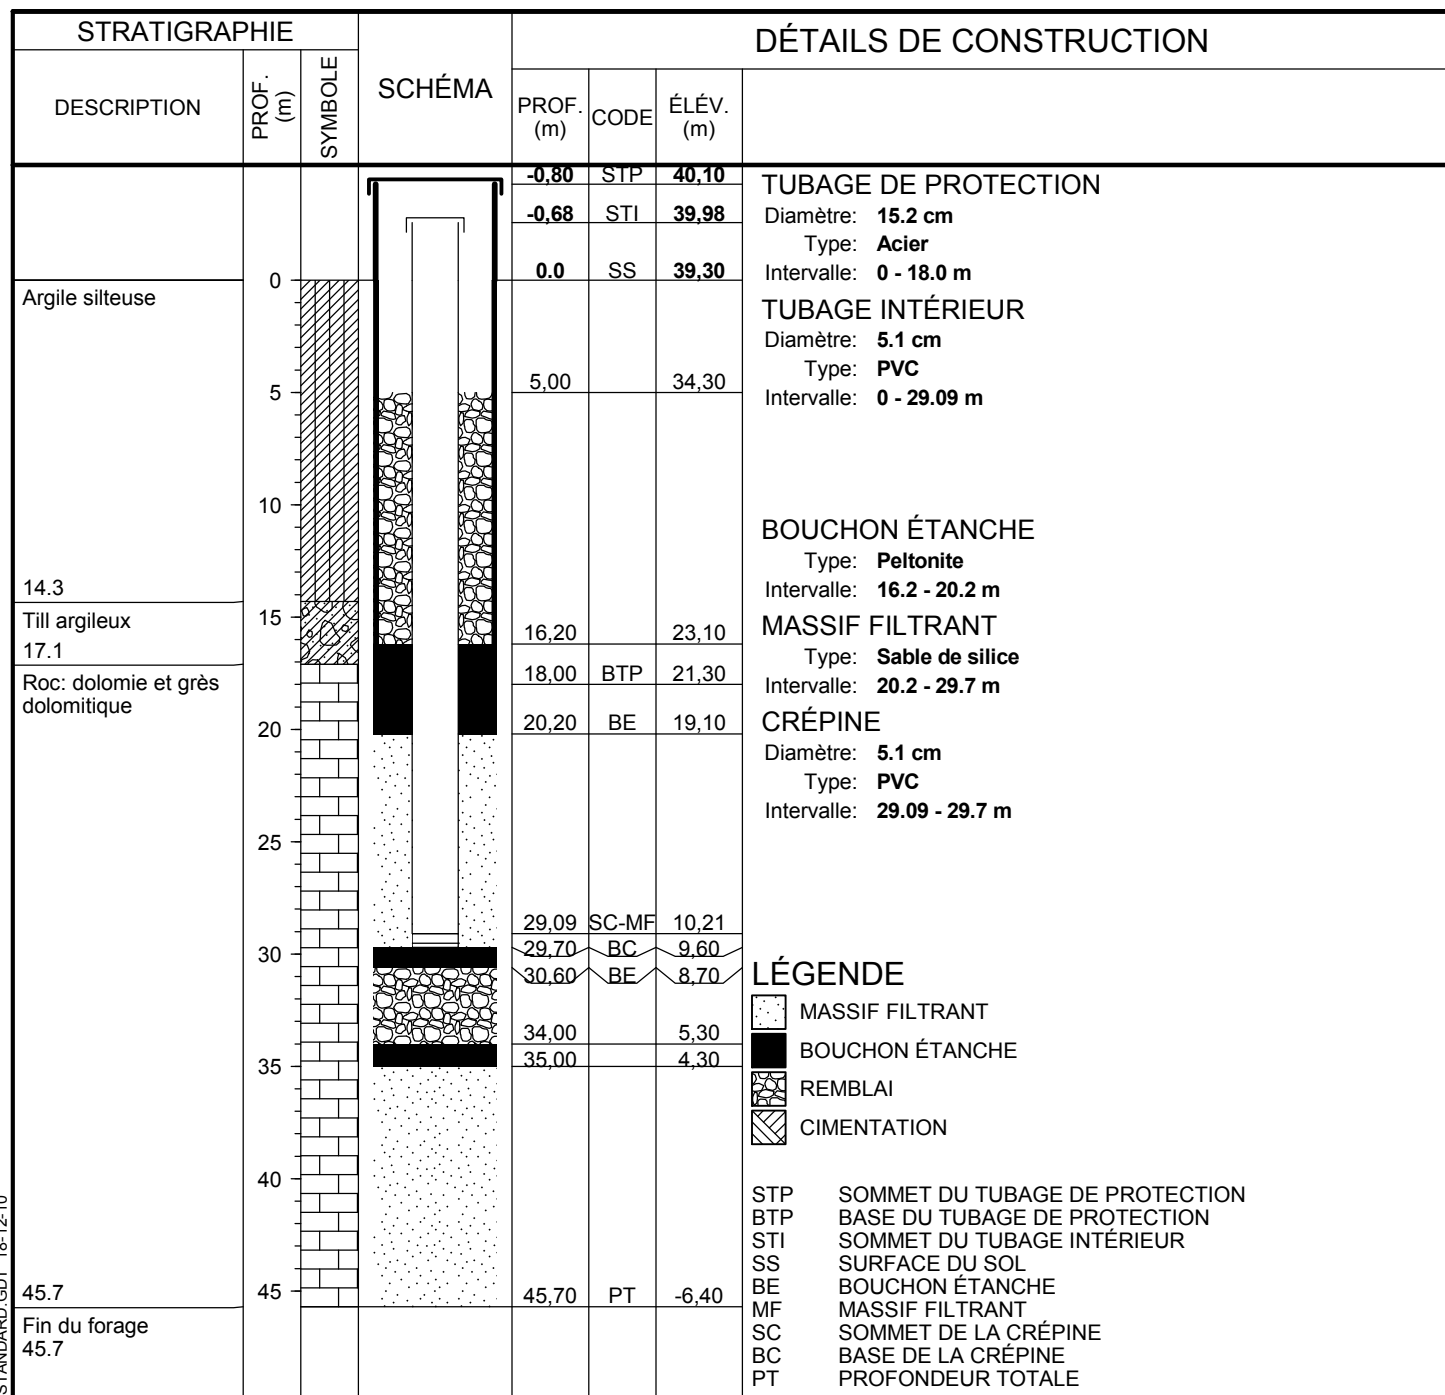 STRATIGRAPHIE
DESCRIPTION
PROF. (m)
SYMBOLE
SCHÉMA
DÉTAILS DE CONSTRUCTION
PROF. (m)
CODE
ÉLÉV. (m)
-0,80 STP 40,10
-0,68 STI 39,98
0.0 SS 39,30
5,00 34,30
16,20 23,10
18,00 BTP 21,30
20,20 BE 19,10
29,09 SC-MF 10,21
29,70 BC 9,60
30,60 BE 8,70
34,00 5,30
35,00 4,30
45,70 PT -6,40
Argile silteuse
14.3
Till argileux
17.1
Roc: dolomie et grès
dolomitique
45.7
Fin du forage
45.7
0
5
10
15
20
25
30
35
40
45
TUBAGE DE PROTECTION
Diamètre: 15.2 cm
Type: Acier
Intervalle: 0 - 18.0 m
TUBAGE INTÉRIEUR
Diamètre: 5.1 cm
Type: PVC
Intervalle: 0 - 29.09 m
BOUCHON ÉTANCHE
Type: Peltonite
Intervalle: 16.2 - 20.2 m
MASSIF FILTRANT
Type: Sable de silice
Intervalle: 20.2 - 29.7 m
CRÉPINE
Diamètre: 5.1 cm
Type: PVC
Intervalle: 29.09 - 29.7 m
LÉGENDE
MASSIF FILTRANT
BOUCHON ÉTANCHE
REMBLAI
CIMENTATION
STP SOMMET DU TUBAGE DE PROTECTION
BTP BASE DU TUBAGE DE PROTECTION
STI SOMMET DU TUBAGE INTÉRIEUR
SS SURFACE DU SOL
BE BOUCHON ÉTANCHE
MF MASSIF FILTRANT
SC SOMMET DE LA CRÉPINE
BC BASE DE LA CRÉPINE
PT PROFONDEUR TOTALE
STANDARD.GDT 18-12-10